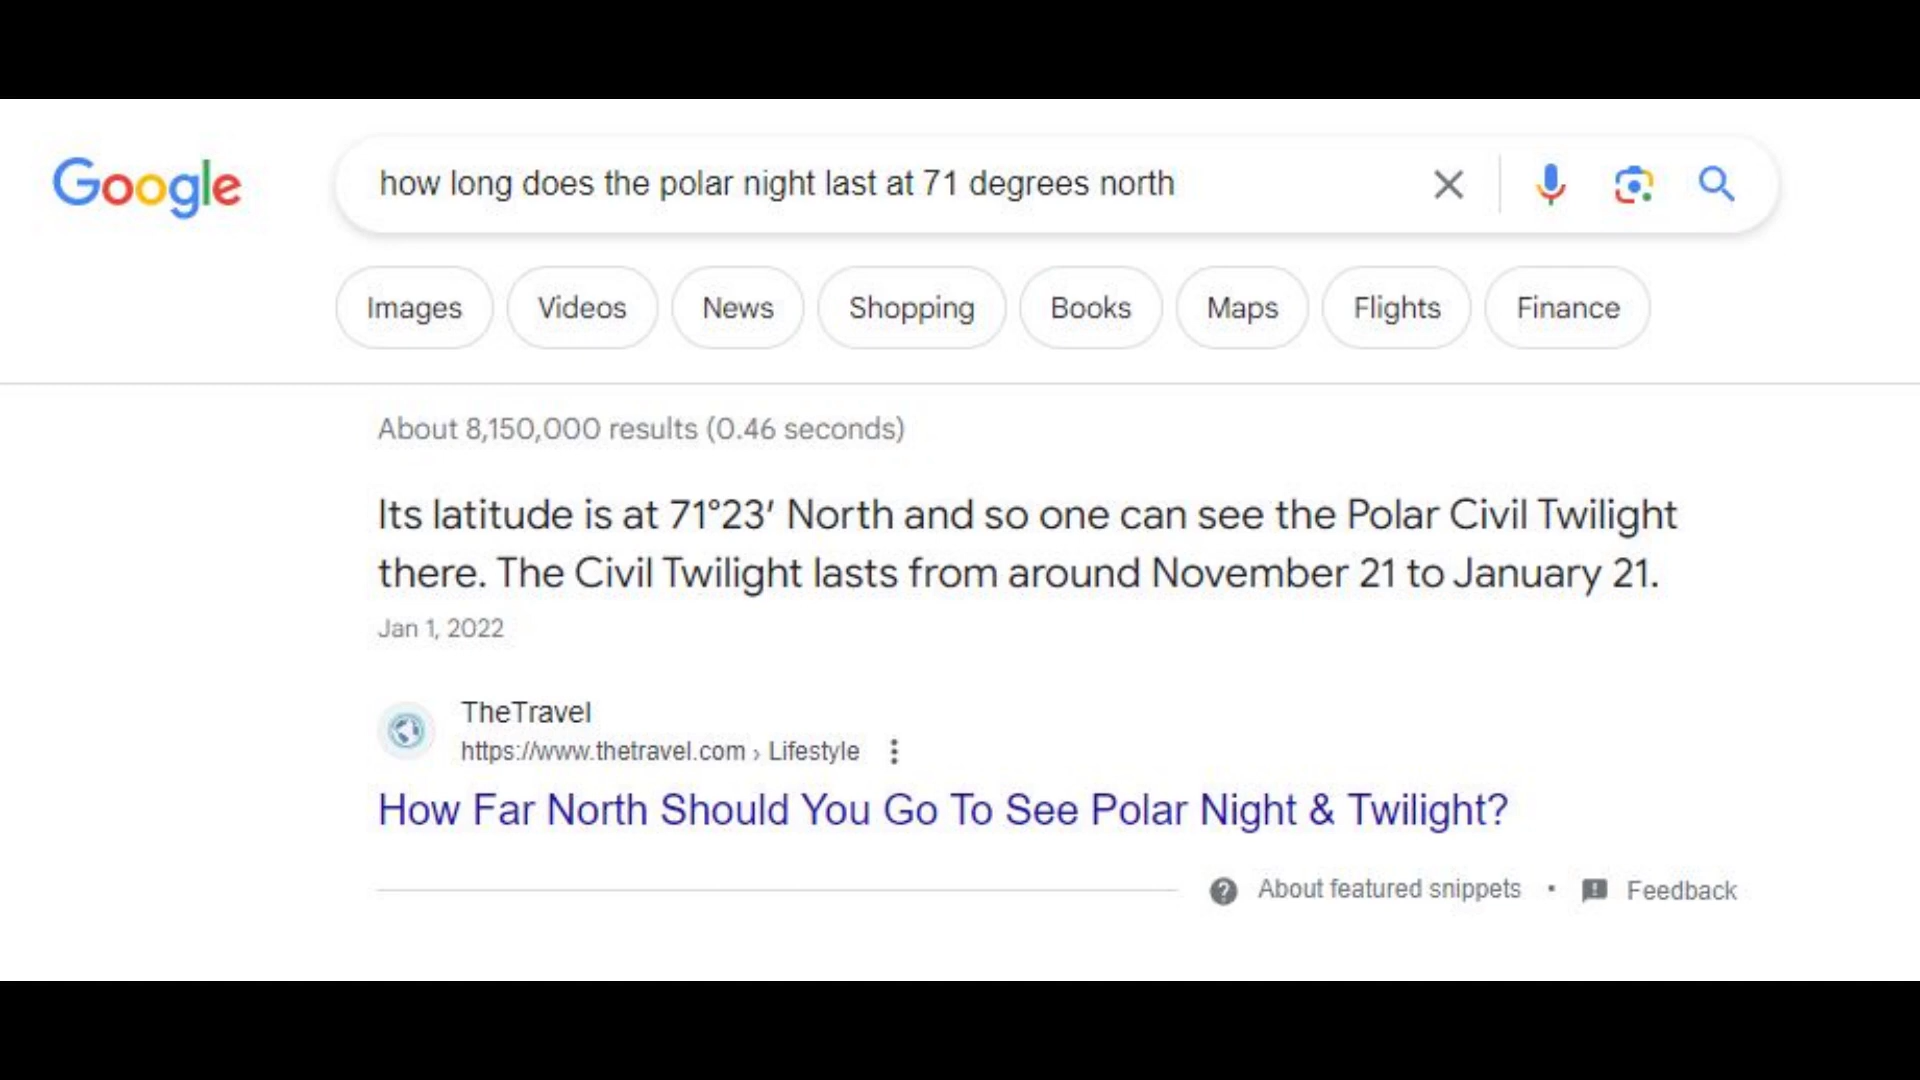 Google
how long does the polar night last at 71 degrees north
Images Videos News Shopping Books Maps Flights Finance
About 8,150,000 results (0.46 seconds)
Its latitude is at 71°23′ North and so one can see the Polar Civil Twilight
there. The Civil Twilight lasts from around November 21 to January 21.
Jan 1, 2022
TheTravel
https://www.thetravel.com › Lifestyle
How Far North Should You Go To See Polar Night & Twilight?
About featured snippets • Feedback